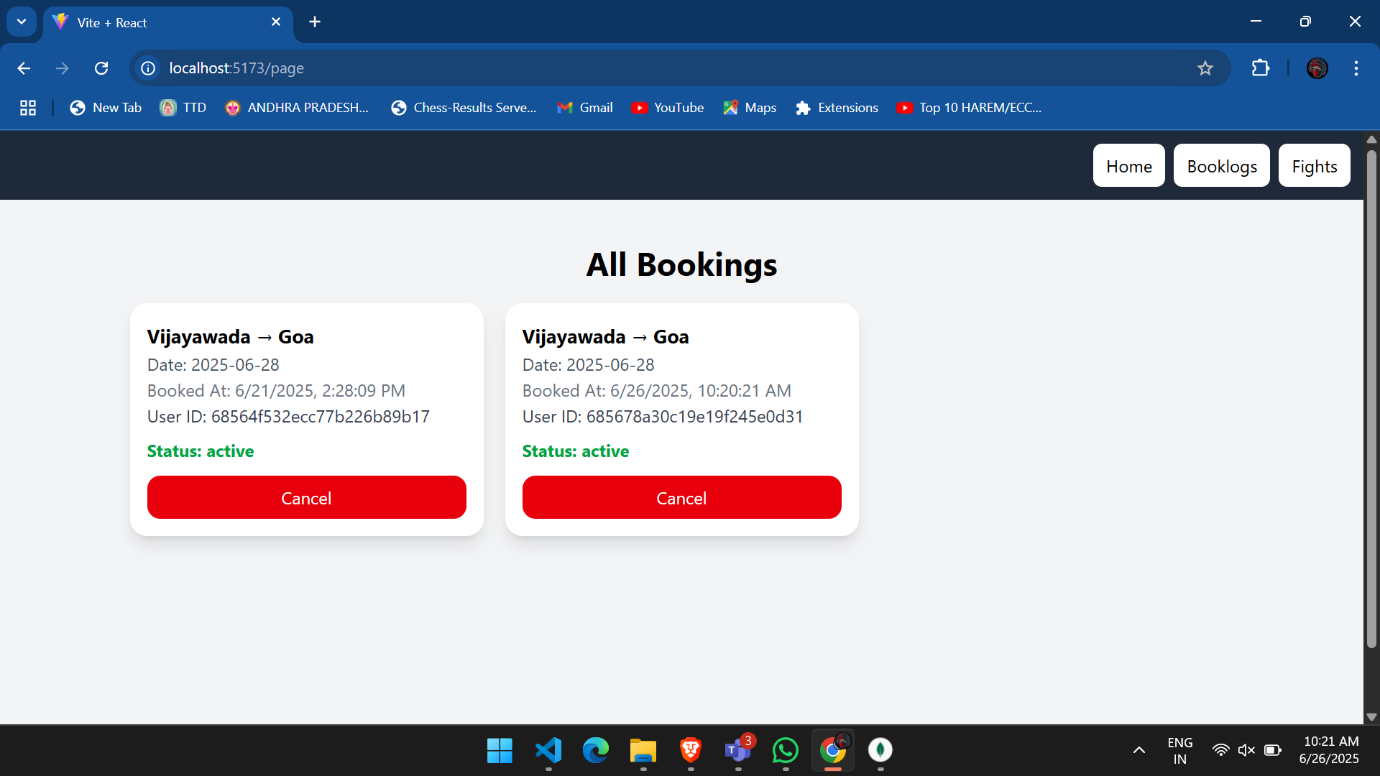 Vite + React
localhost:5173/page
New Tab TTD ANDHRA PRADESH... Chess-Results Serve... Gmail YouTube Maps Extensions Top 10 HAREM/ECC...
Home Booklogs Fights
All Bookings
Vijayawada → Goa
Date: 2025-06-28
Booked At: 6/21/2025, 2:28:09 PM
User ID: 68564f532ecc77b226b89b17
Status: active
Cancel
Vijayawada → Goa
Date: 2025-06-28
Booked At: 6/26/2025, 10:20:21 AM
User ID: 685678a30c19e19f245e0d31
Status: active
Cancel
T
3
ENG
IN
10:21 AM
6/26/2025